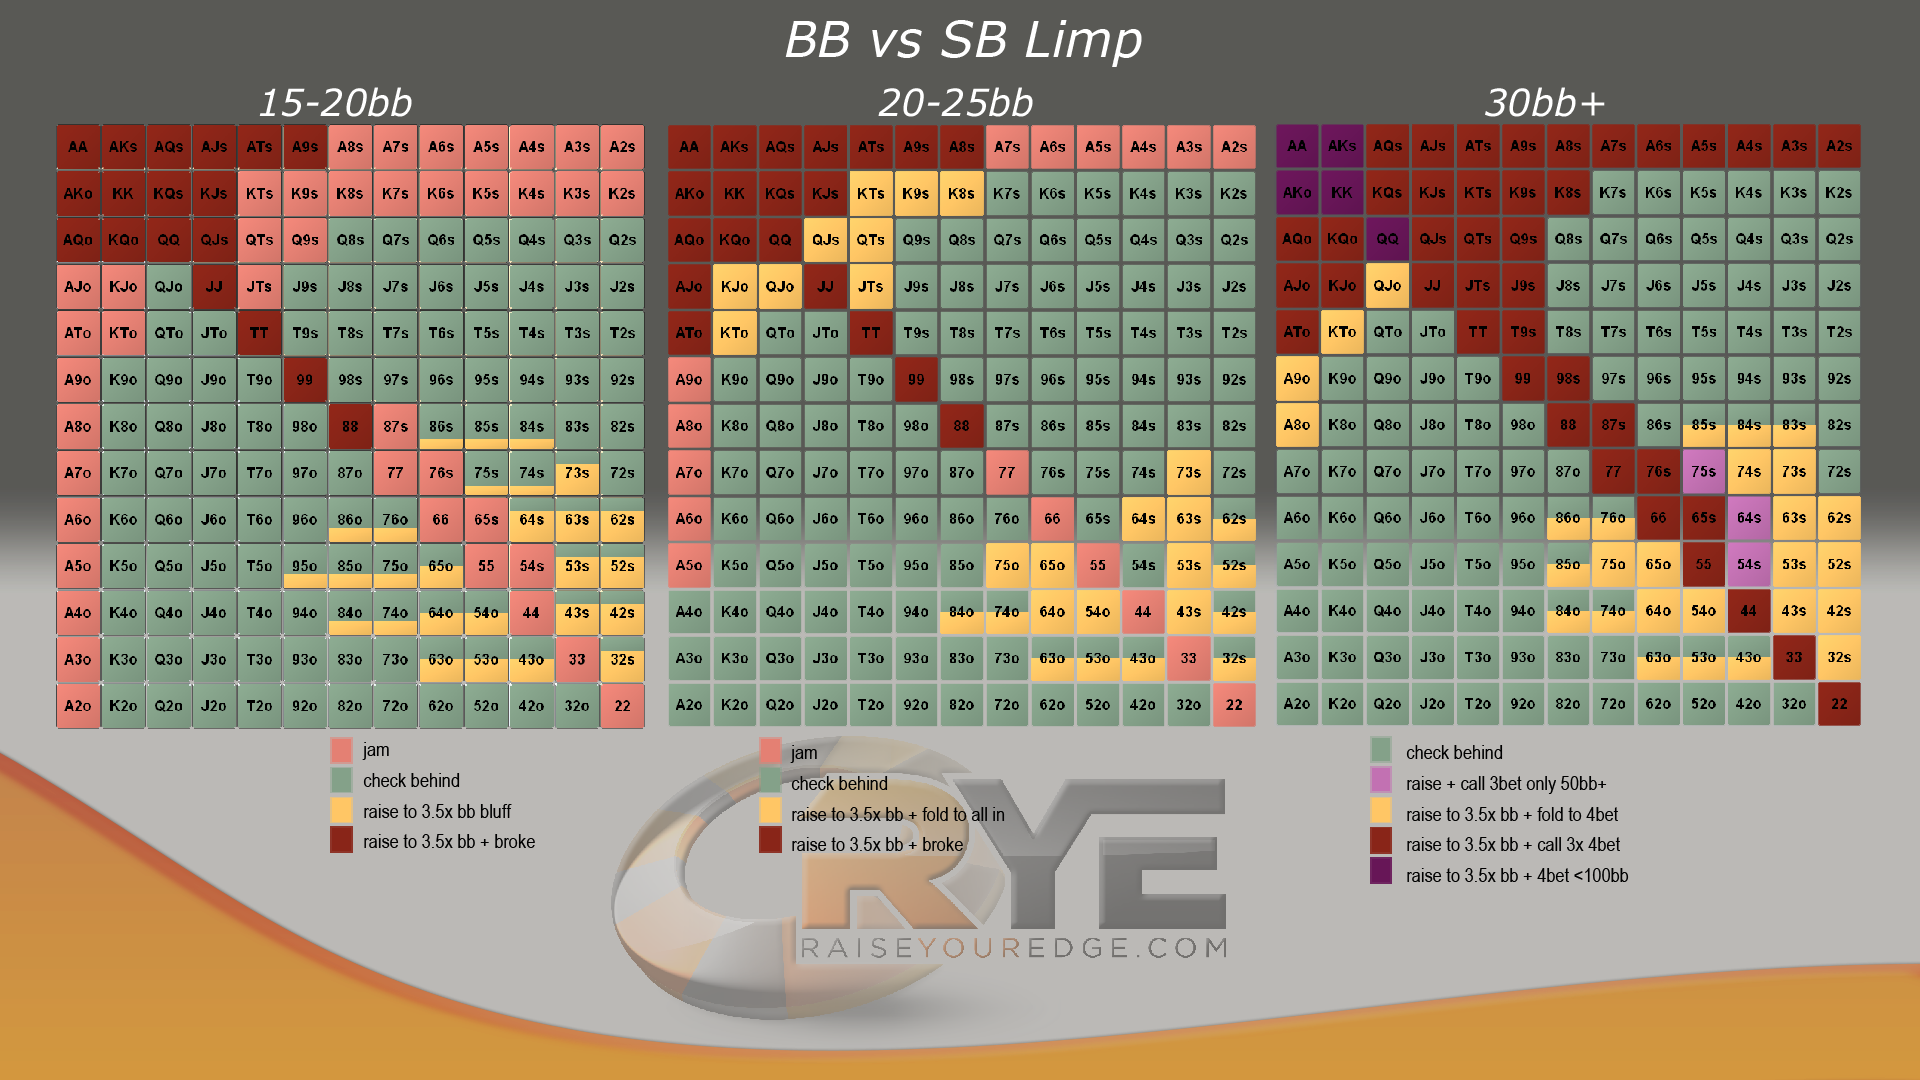 BB vs SB Limp
15-20bb
AA AKs AQs AJs ATs A9s A8s A7s A6s A5s A4s A3s A2s
AKo KK KQs KJs KTs K9s K8s K7s K6s K5s K4s K3s K2s
AQo KQo QQ QJs QTs Q9s Q8s Q7s Q6s Q5s Q4s Q3s Q2s
AJo KJo QJo JJ JTs J9s J8s J7s J6s J5s J4s J3s J2s
ATo KTo QTo JTo TT T9s T8s T7s T6s T5s T4s T3s T2s
A9o K9o Q9o J9o T9o 99 98s 97s 96s 95s 94s 93s 92s
A8o K8o Q8o J8o T8o 98o 88 87s 86s 85s 84s 83s 82s
A7o K7o Q7o J7o T7o 97o 87o 77 76s 75s 74s 73s 72s
A6o K6o Q6o J6o T6o 96o 86o 76o 66 65s 64s 63s 62s
A5o K5o Q5o J5o T5o 95o 85o 75o 65o 55 54s 53s 52s
A4o K4o Q4o J4o T4o 94o 84o 74o 64o 54o 44 43s 42s
A3o K3o Q3o J3o T3o 93o 83o 73o 63o 53o 43o 33 32s
A2o K2o Q2o J2o T2o 92o 82o 72o 62o 52o 42o 32o 22
jam
check behind
raise to 3.5x bb bluff
raise to 3.5x bb + broke
20-25bb
AA AKs AQs AJs ATs A9s A8s A7s A6s A5s A4s A3s A2s
AKo KK KQs KJs KTs K9s K8s K7s K6s K5s K4s K3s K2s
AQo KQo QQ QJs QTs Q9s Q8s Q7s Q6s Q5s Q4s Q3s Q2s
AJo KJo QJo JJ JTs J9s J8s J7s J6s J5s J4s J3s J2s
ATo KTo QTo JTo TT T9s T8s T7s T6s T5s T4s T3s T2s
A9o K9o Q9o J9o T9o 99 98s 97s 96s 95s 94s 93s 92s
A8o K8o Q8o J8o T8o 98o 88 87s 86s 85s 84s 83s 82s
A7o K7o Q7o J7o T7o 97o 87o 77 76s 75s 74s 73s 72s
A6o K6o Q6o J6o T6o 96o 86o 76o 66 65s 64s 63s 62s
A5o K5o Q5o J5o T5o 95o 85o 75o 65o 55 54s 53s 52s
A4o K4o Q4o J4o T4o 94o 84o 74o 64o 54o 44 43s 42s
A3o K3o Q3o J3o T3o 93o 83o 73o 63o 53o 43o 33 32s
A2o K2o Q2o J2o T2o 92o 82o 72o 62o 52o 42o 32o 22
jam
check behind
raise to 3.5x bb + fold to all in
raise to 3.5x bb + broke
30bb+
AA AKs AQs AJs ATs A9s A8s A7s A6s A5s A4s A3s A2s
AKo KK KQs KJs KTs K9s K8s K7s K6s K5s K4s K3s K2s
AQo KQo QQ QJs QTs Q9s Q8s Q7s Q6s Q5s Q4s Q3s Q2s
AJo KJo QJo JJ JTs J9s J8s J7s J6s J5s J4s J3s J2s
ATo KTo QTo JTo TT T9s T8s T7s T6s T5s T4s T3s T2s
A9o K9o Q9o J9o T9o 99 98s 97s 96s 95s 94s 93s 92s
A8o K8o Q8o J8o T8o 98o 88 87s 86s 85s 84s 83s 82s
A7o K7o Q7o J7o T7o 97o 87o 77 76s 75s 74s 73s 72s
A6o K6o Q6o J6o T6o 96o 86o 76o 66 65s 64s 63s 62s
A5o K5o Q5o J5o T5o 95o 85o 75o 65o 55 54s 53s 52s
A4o K4o Q4o J4o T4o 94o 84o 74o 64o 54o 44 43s 42s
A3o K3o Q3o J3o T3o 93o 83o 73o 63o 53o 43o 33 32s
A2o K2o Q2o J2o T2o 92o 82o 72o 62o 52o 42o 32o 22
check behind
raise + call 3bet only 50bb+
raise to 3.5x bb + fold to 4bet
raise to 3.5x bb + call 3x 4bet
raise to 3.5x bb + 4bet <100bb
RYE
RAISEYOUREDGE.COM